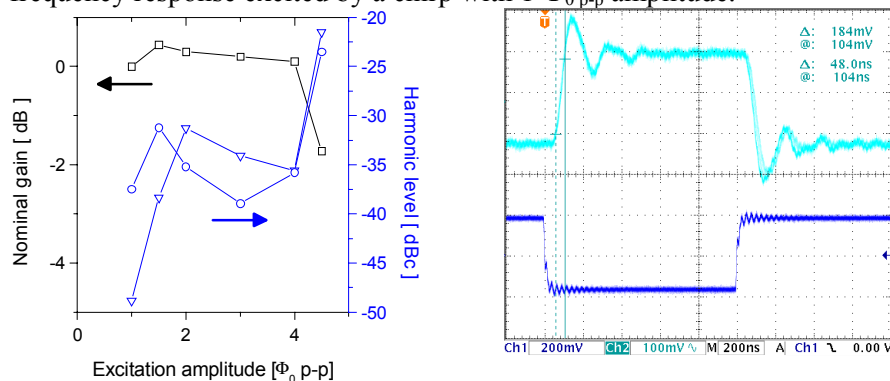 frequency response excited by a chirp with 1 Φ0 p-p amplitude.
0
-2
-4
Nominal gain [ dB ]
-20
-25
-30
-35
-40
-45
-50
Harmonic level [ dBc ]
0
2
4
Excitation amplitude [Φ0 p-p]
T
Δ: 184mV
@: 104mV
Δ: 48.0ns
@: 104ns
Ch1 200mV Ch2 100mV∿ M 200ns A Ch1 ↴ 0.00 V